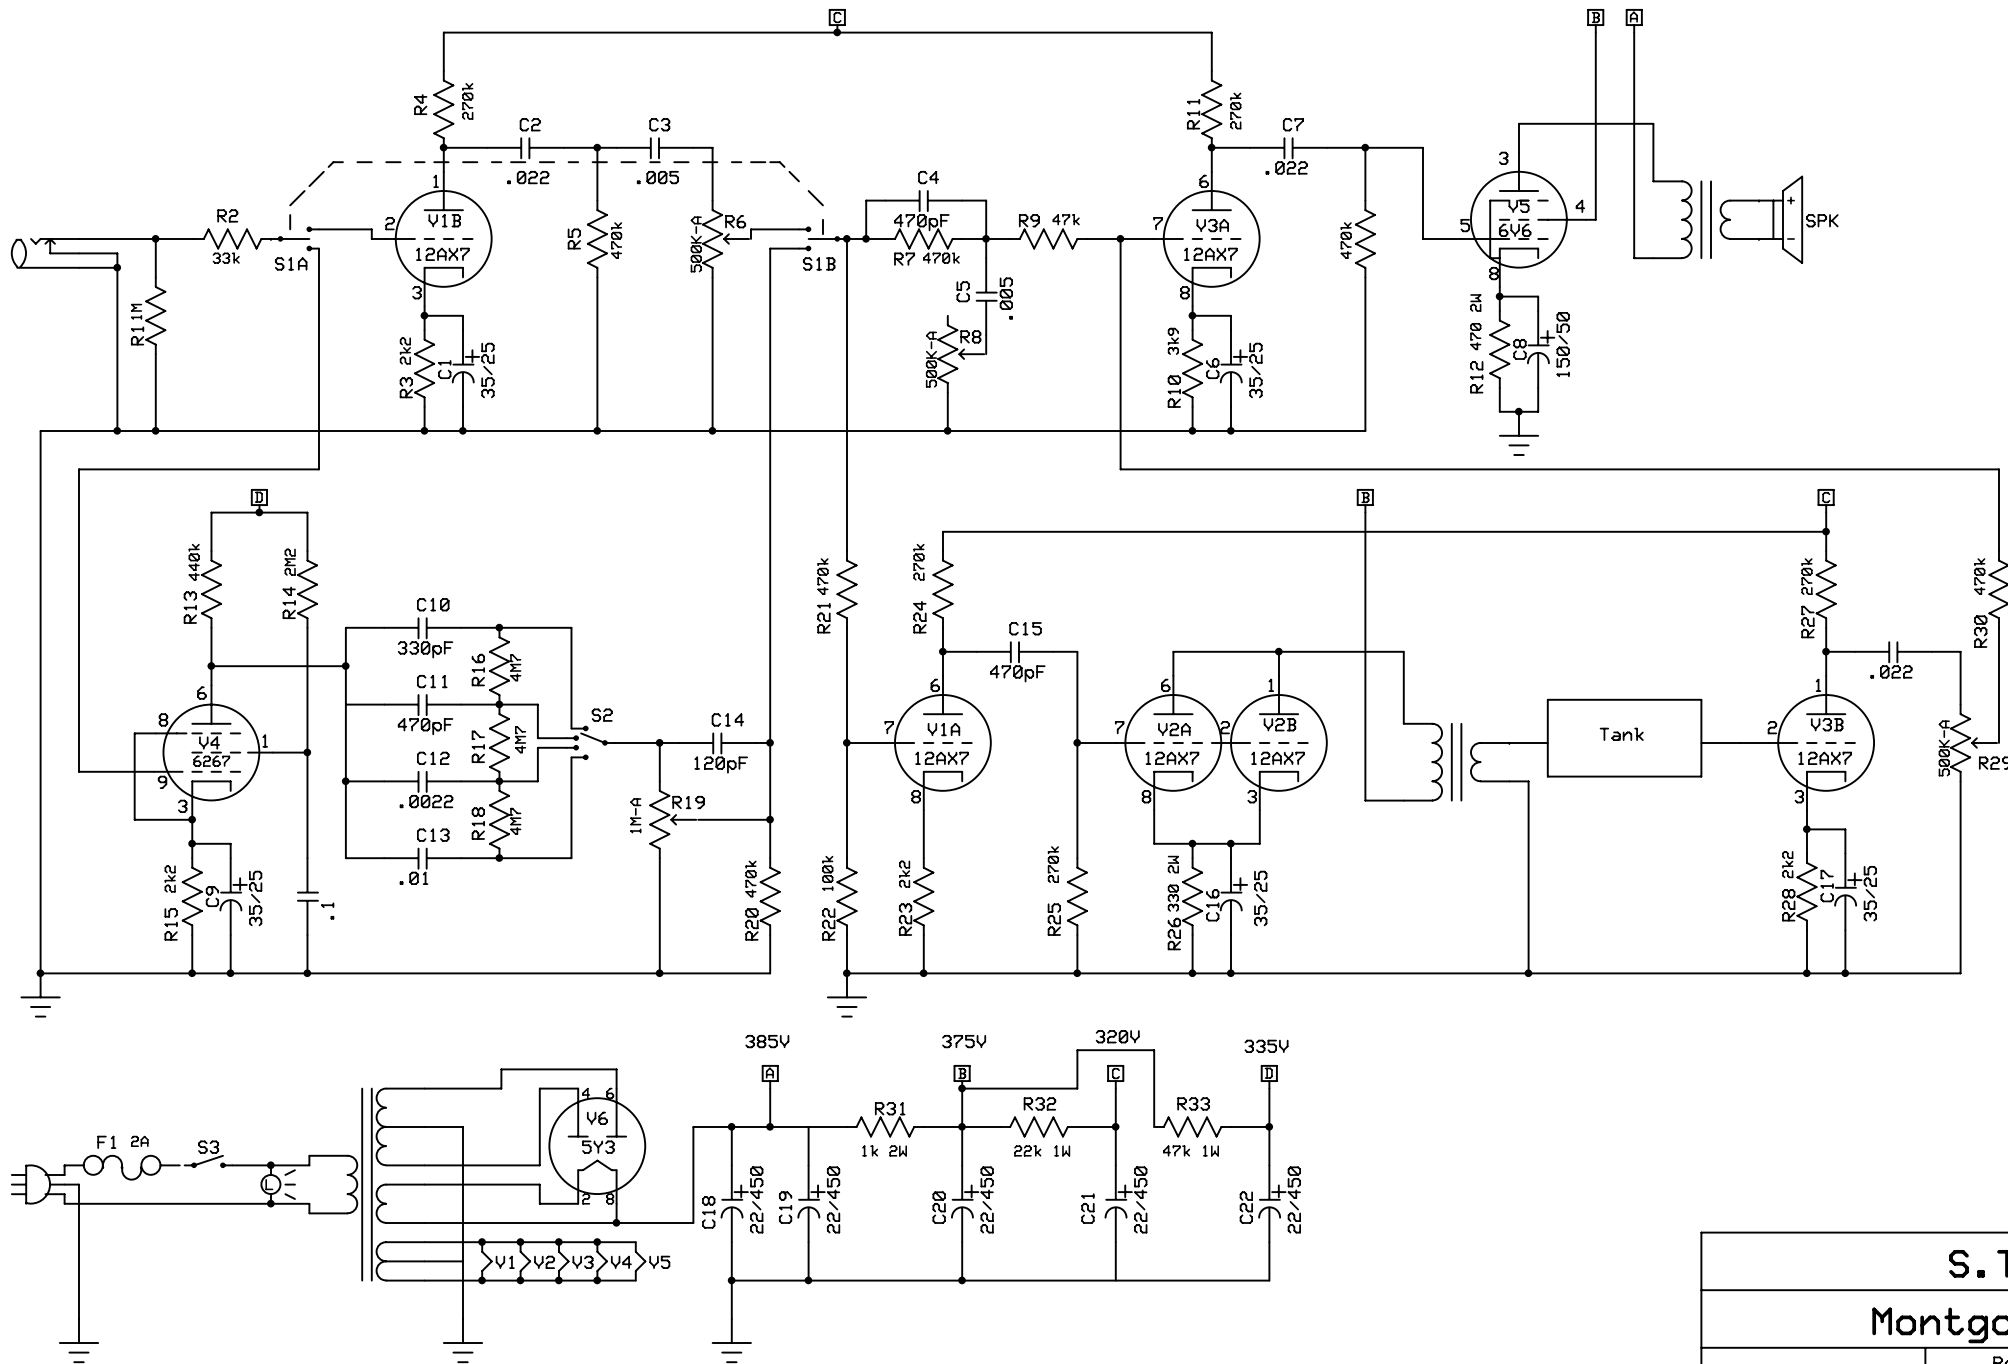 C
B
A
R4
270k
C2
.022
C3
.005
R11
270k
C7
.022
1
2
V1B
12AX7
3
R2
33k
S1A
R1
1M
R3 2k2
C1
35/25
R5
470k
R6
500K-A
S1B
C4
470pF
R7 470k
R9 47k
C5
.005
R8
500K-A
6
7
V3A
12AX7
8
R10 3k9
C6
35/25
470k
3
5
V5
6V6
4
8
R12 470 2W
C8
150/50
+
-
SPK
D
B
C
R13 440k
R14 2M2
6
8
V4
6267
1
9
3
R15 2k2
C9
35/25
.1
C10
330pF
C11
470pF
C12
.0022
C13
.01
R16
4M7
R17
4M7
R18
4M7
S2
C14
120pF
1M-A
R19
R20 470k
R21 470k
R22 100k
R24 270k
6
7
V1A
12AX7
8
R23 2k2
C15
470pF
R25 270k
6
7
V2A
12AX7
8
1
2
V2B
12AX7
3
R26 330 2W
C16
35/25
Tank
R27 270k
1
2
V3B
12AX7
3
R28 2k2
C17
35/25
.022
500K-A
R29
R30 470k
385V
375V
320V
335V
A
B
C
D
F1 2A
S3
L
4
6
V6
5Y3
2
8
V1
V2
V3
V4
V5
R31
1k 2W
R32
22k 1W
R33
47k 1W
C18
22/450
C19
22/450
C20
22/450
C21
22/450
C22
22/450
S.T